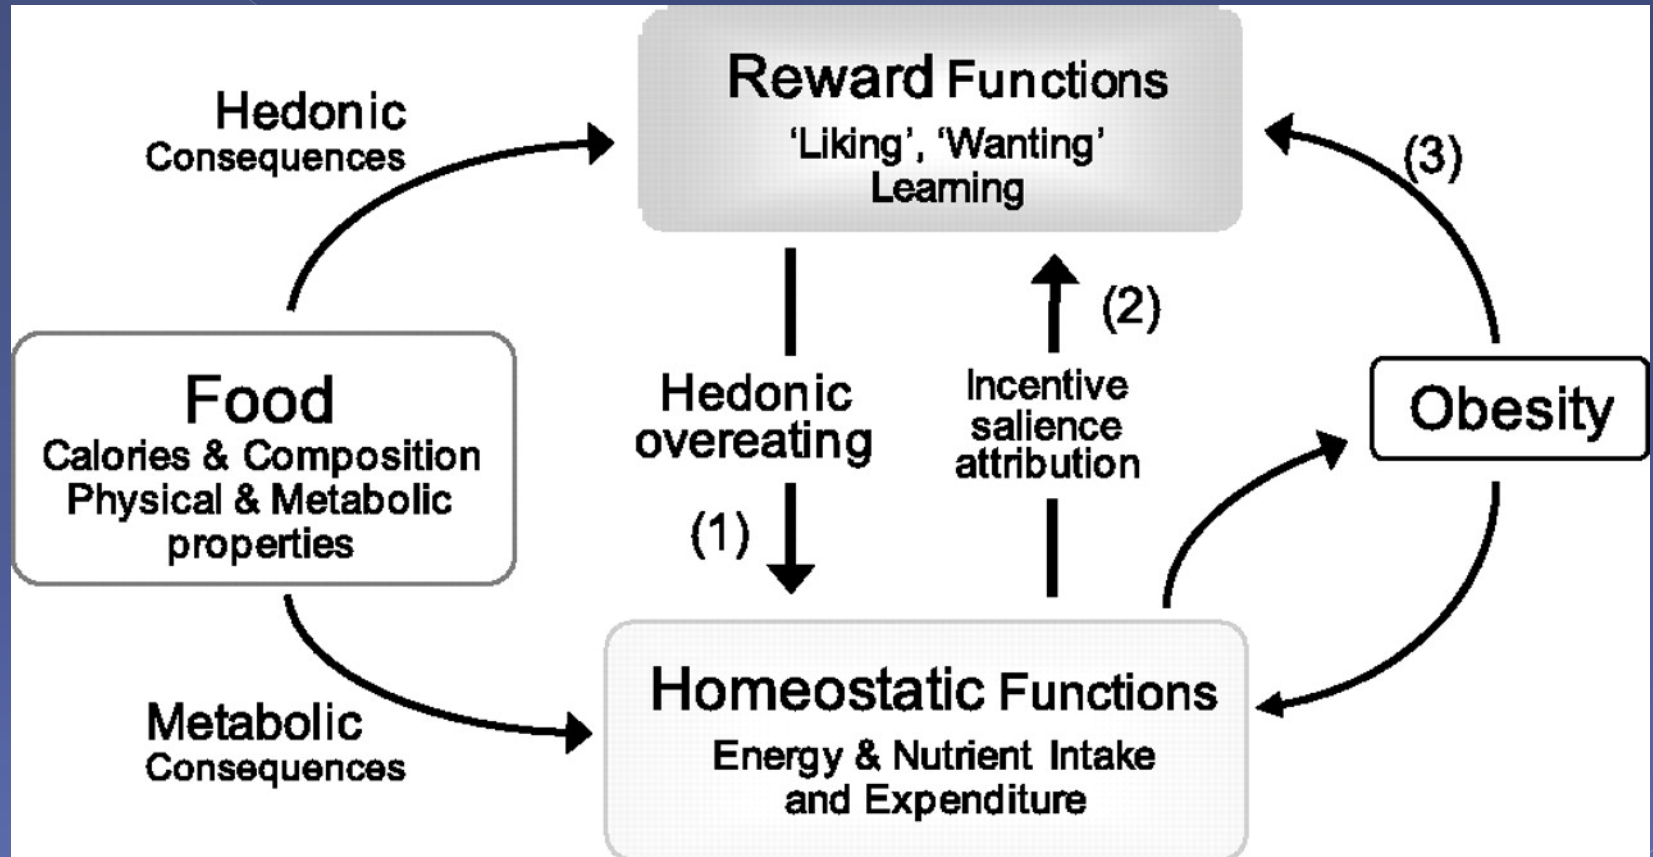 Reward Functions
‘Liking’, ‘Wanting’
Learning
Hedonic
Consequences
(3)
Food
Calories & Composition
Physical & Metabolic
properties
Hedonic
overeating
(1)
(2)
Incentive
salience
attribution
Obesity
Metabolic
Consequences
Homeostatic Functions
Energy & Nutrient Intake
and Expenditure